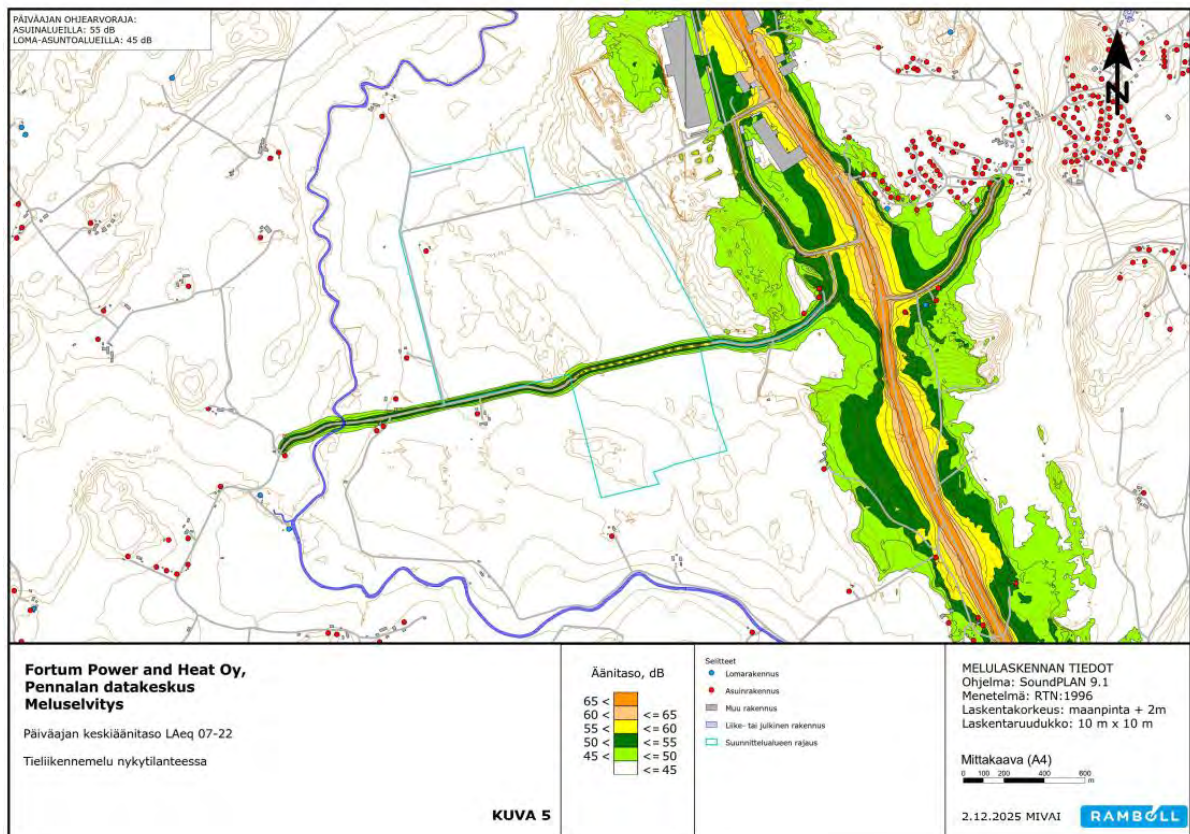 PÄIVÄAJAN OHJEARVORAJA:
ASUINALUEILLA: 55 dB
LOMA-ASUNTOALUEILLA: 45 dB
N
Fortum Power and Heat Oy,
Pennalan datakeskus
Meluselvitys
Päiväajan keskiäänitaso LAeq 07-22
Tieliikennemelu nykytilanteessa
KUVA 5
Äänitaso, dB
65 <
60 < <= 65
55 < <= 60
50 < <= 55
45 < <= 50
<= 45
Selitteet
Lomarakennus
Asuinrakennus
Muu rakennus
Liike- tai julkinen rakennus
Suunnittelualueen rajaus
MELULASKENNAN TIEDOT
Ohjelma: SoundPLAN 9.1
Menetelmä: RTN:1996
Laskentakorkeus: maanpinta + 2m
Laskentaruudukko: 10 m x 10 m
Mittakaava (A4)
0 100 200 400 600
m
2.12.2025 MIVAI
RAMBOLL